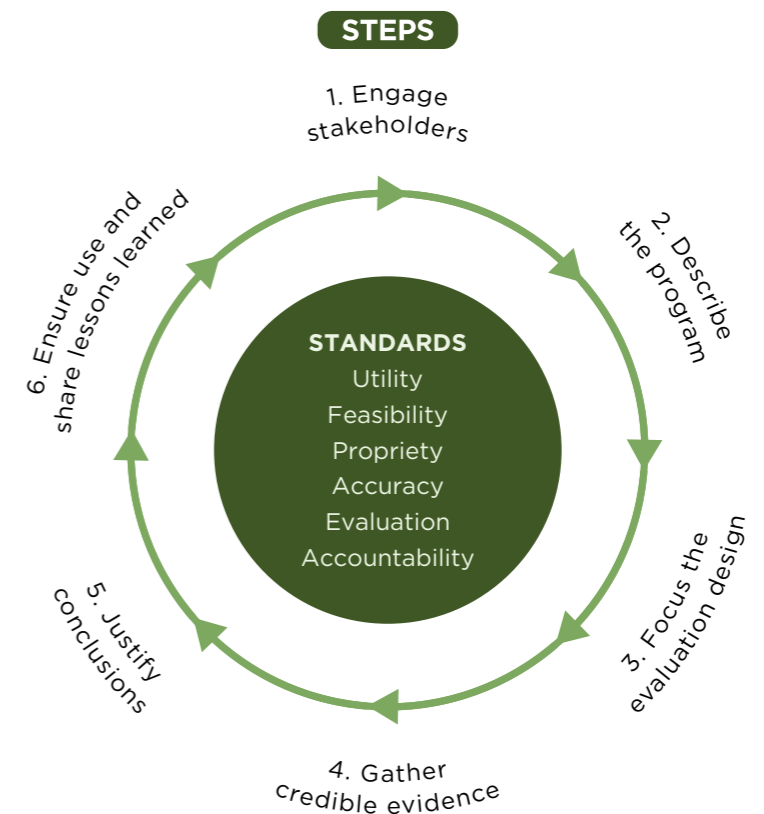 STEPS
1. Engage
stakeholders
2. Describe
the program
3. Focus the
evaluation design
4. Gather
credible evidence
5. Justify
conclusions
6. Ensure use and
share lessons learned
STANDARDS
Utility
Feasibility
Propriety
Accuracy
Evaluation
Accountability